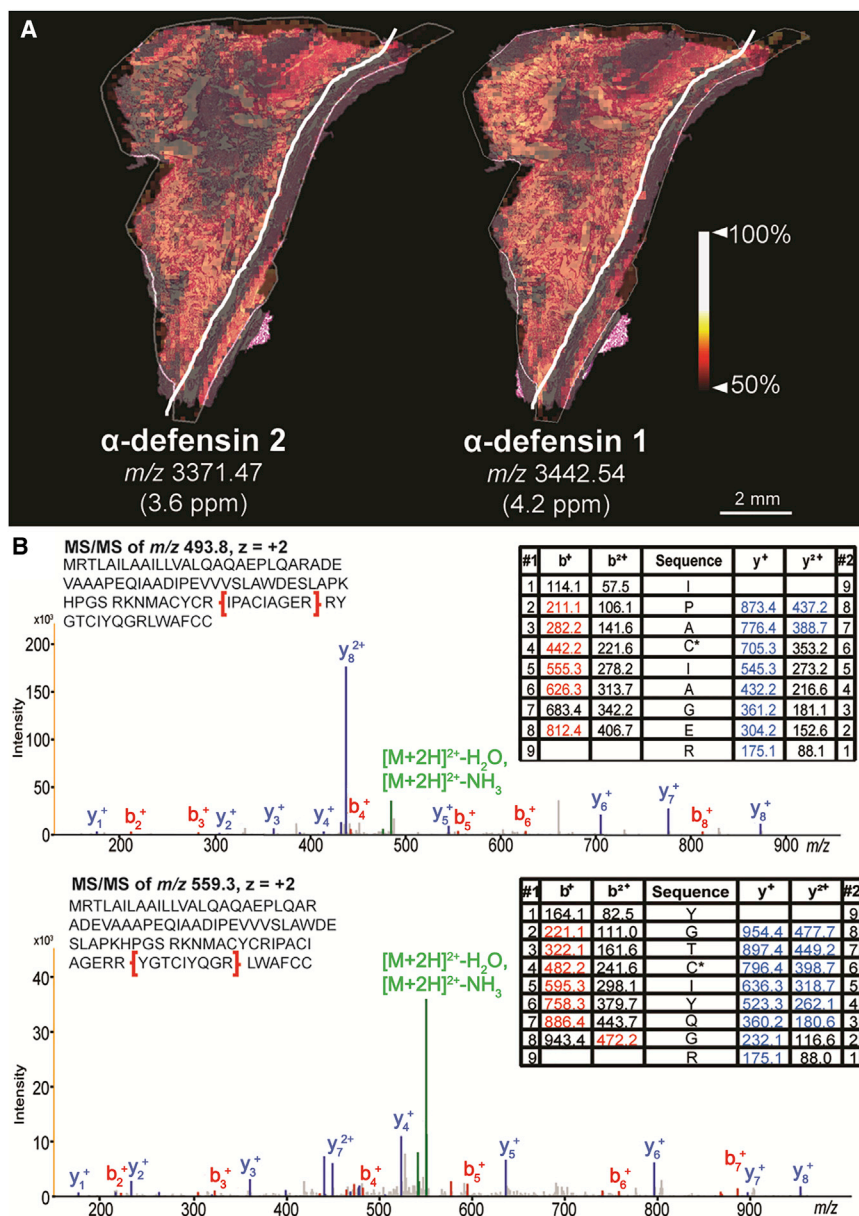 A
100%
50%
α-defensin 2
m/z 3371.47
(3.6 ppm)
α-defensin 1
m/z 3442.54
(4.2 ppm)
2 mm
B
MS/MS of m/z 493.8, z = +2
MRTLAILAAILLVALQAQAEPLQARADE
VAAAPEQIAADIPEVVVSLAWDESLAPK
HPGS RKNMACYCR {IPACIAGER} RY
GTCIYQGRLWAFCC
x10³
200
150
100
50
0
Intensity
y₈²⁺
[M+2H]²⁺-H₂O,
[M+2H]²⁺-NH₃
y₁⁺ b₂⁺ b₃⁺ y₂⁺ y₃⁺ y₄⁺ b₄⁺ y₅⁺ b₅⁺ b₆⁺ y₆⁺ y₇⁺ b₈⁺ y₈⁺
200 300 400 500 600 700 800 900 m/z
#1 b⁺ b²⁺ Sequence y⁺ y²⁺ #2
1 114.1 57.5 I 9
2 211.1 106.1 P 873.4 437.2 8
3 282.2 141.6 A 776.4 388.7 7
4 442.2 221.6 C* 705.3 353.2 6
5 555.3 278.2 I 545.3 273.2 5
6 626.3 313.7 A 432.2 216.6 4
7 683.4 342.2 G 361.2 181.1 3
8 812.4 406.7 E 304.2 152.6 2
9 R 175.1 88.1 1
MS/MS of m/z 559.3, z = +2
MRTLAILAAILLVALQAQAEPLQAR
ADEVAAAPEQIAADIPEVVVSLAWDE
SLAPKHPGS RKNMACYCRIPACI
AGERR {YGTCIYQGR} LWAFCC
x10³
40
30
20
10
0
Intensity
[M+2H]²⁺-H₂O,
[M+2H]²⁺-NH₃
y₁⁺ b₂⁺ y₂⁺ b₃⁺ y₃⁺ y₇²⁺ b₄⁺ y₄⁺ b₅⁺ y₅⁺ b₆⁺ y₆⁺ b₇⁺ y₇⁺ y₈⁺
200 300 400 500 600 700 800 900 m/z
#1 b⁺ b²⁺ Sequence y⁺ y²⁺ #2
1 164.1 82.5 Y 9
2 221.1 111.0 G 954.4 477.7 8
3 322.1 161.6 T 897.4 449.2 7
4 482.2 241.6 C* 796.4 398.7 6
5 595.3 298.1 I 636.3 318.7 5
6 758.3 379.7 Y 523.3 262.1 4
7 886.4 443.7 Q 360.2 180.6 3
8 943.4 472.2 G 232.1 116.6 2
9 R 175.1 88.0 1